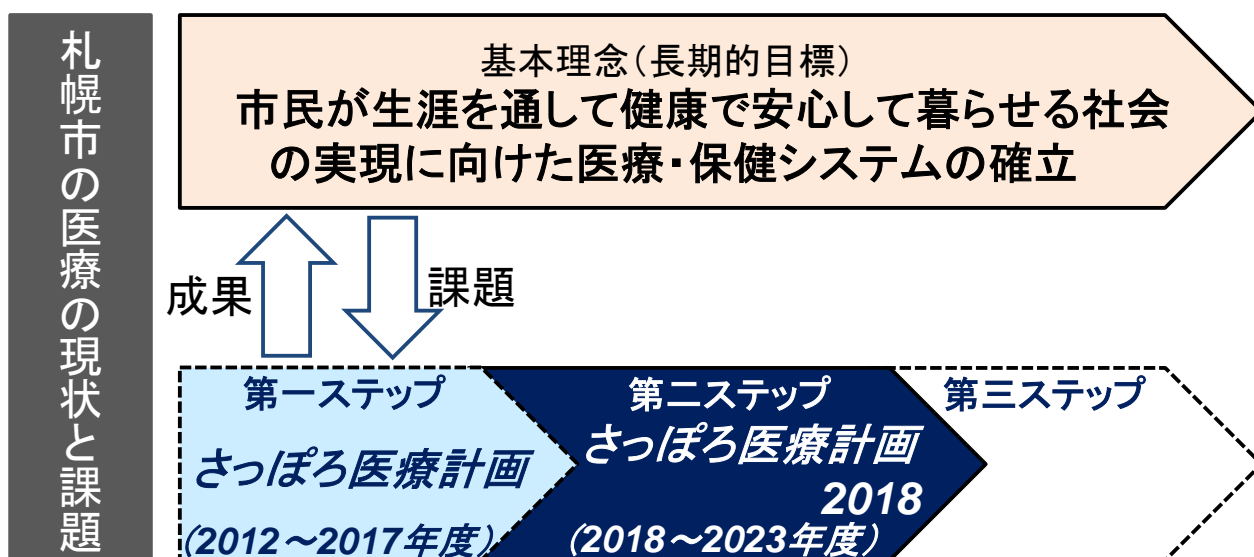 札幌市の医療の現状と課題
基本理念（長期的目標）
市民が生涯を通して健康で安心して暮らせる社会
の実現に向けた医療・保健システムの確立
成果
課題
第一ステップ
さっぽろ医療計画
（2012～2017年度）
第二ステップ
さっぽろ医療計画
2018
（2018～2023年度）
第三ステップ